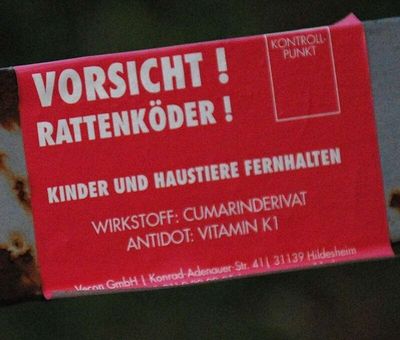 VORSICHT !
KONTROLL-
PUNKT
RATTENKÖDER !
KINDER UND HAUSTIERE FERNHALTEN
WIRKSTOFF: CUMARINDERIVAT
ANTIDOT: VITAMIN K1
GmbH | Konrad-Adenauer-Str. 41 | 31139 Hildesheim